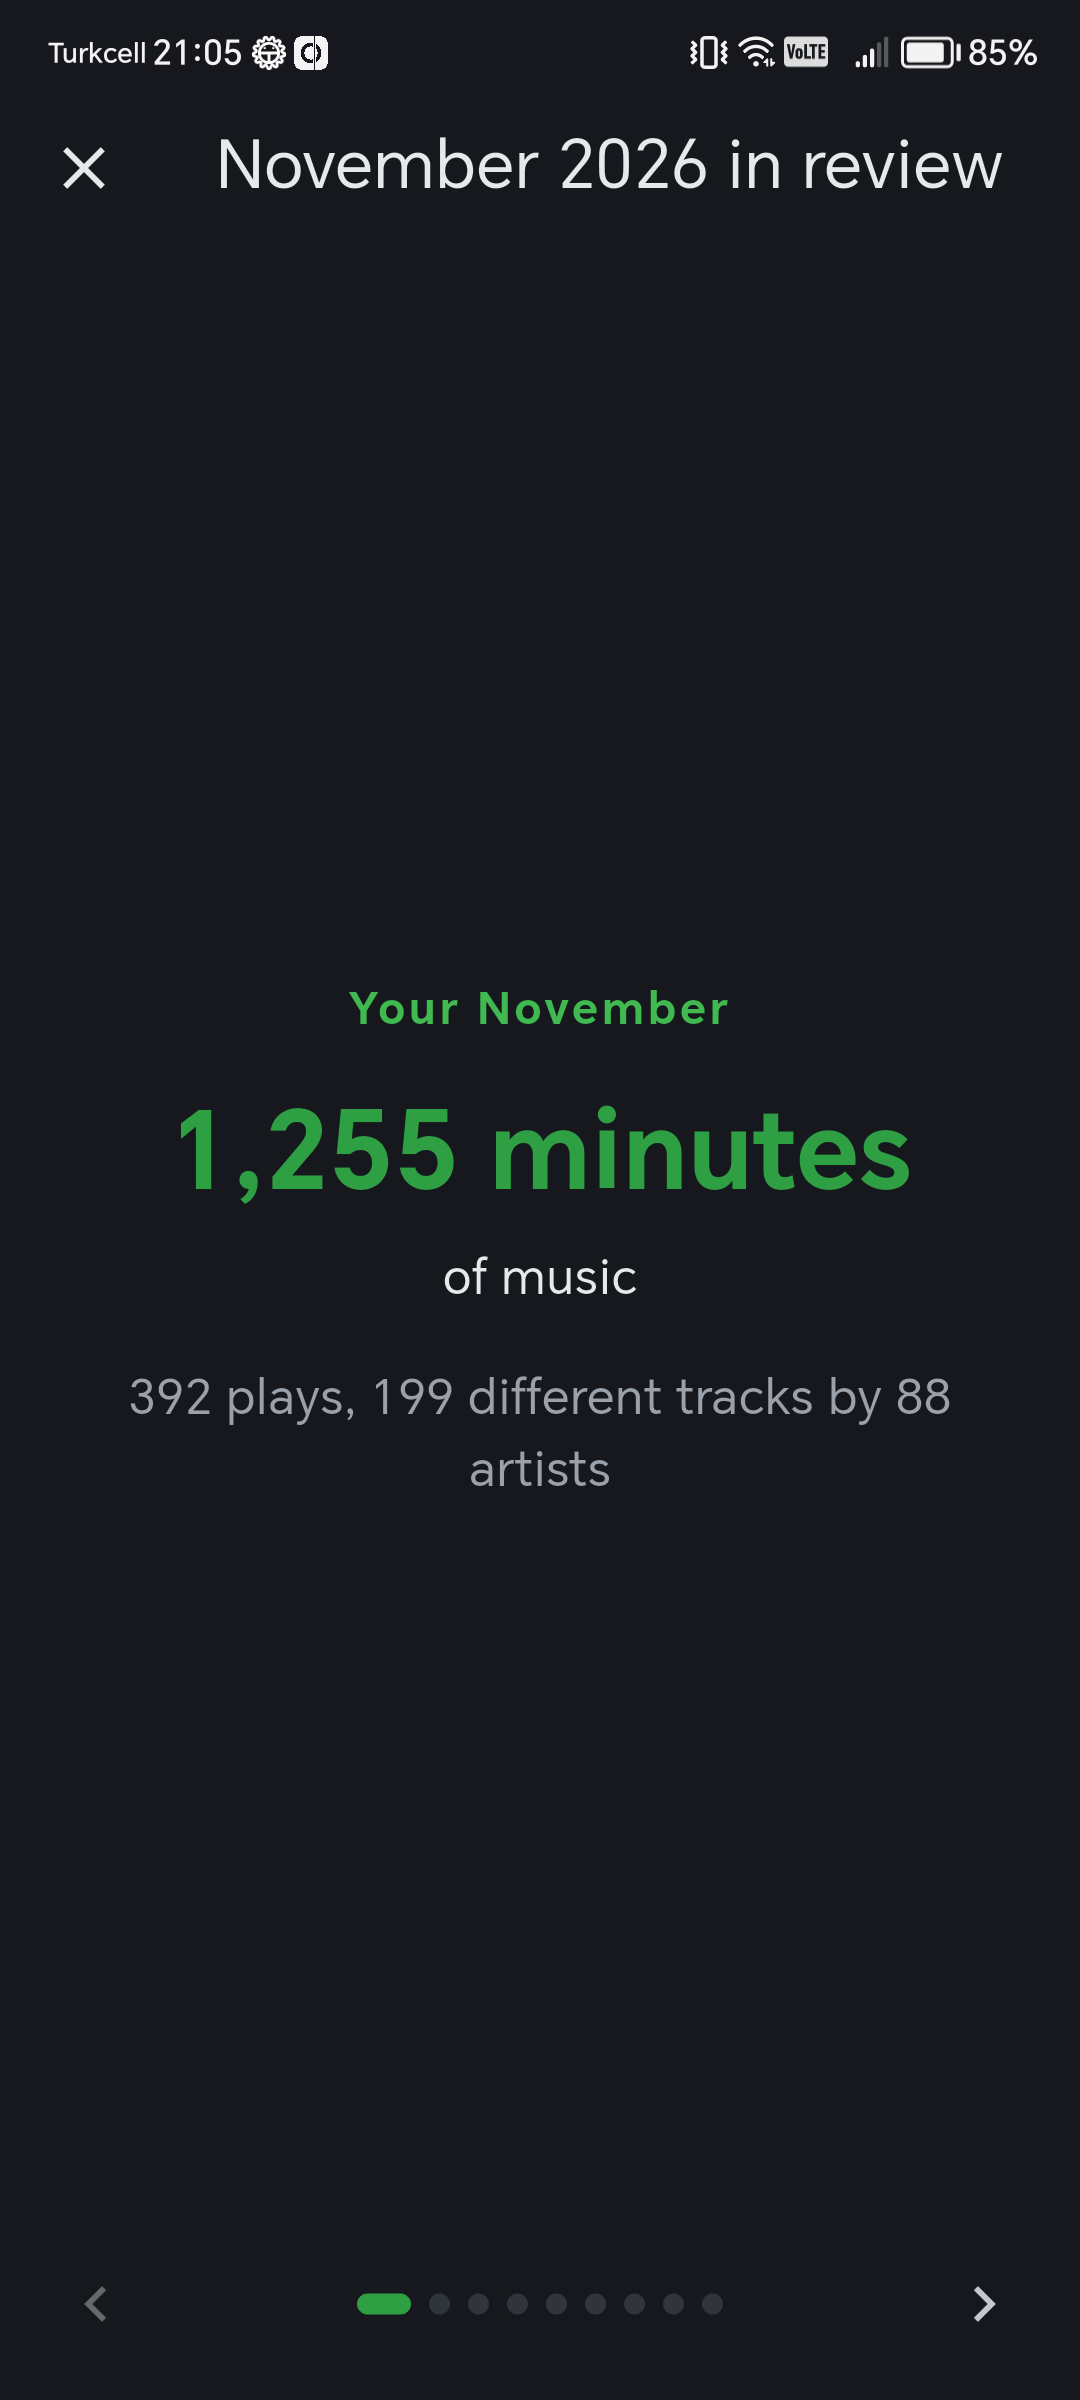 Turkcell 21:05 VoLTE 85%
November 2026 in review
Your November
1,255 minutes
of music
392 plays, 199 different tracks by 88
artists